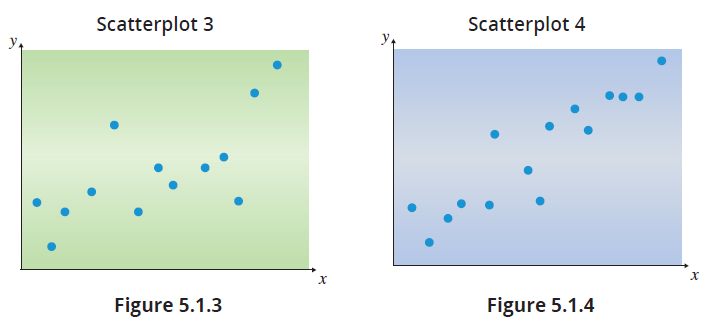 Scatterplot 3
y
x
Figure 5.1.3
Scatterplot 4
y
x
Figure 5.1.4